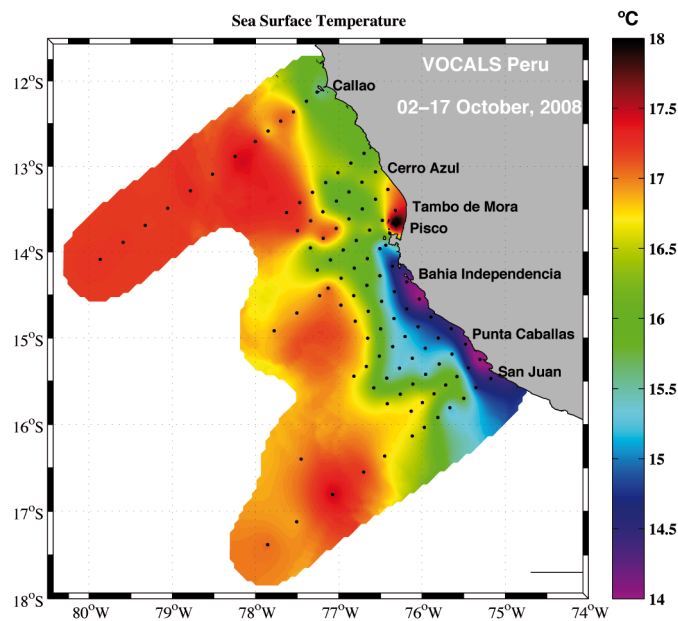 Sea Surface Temperature
°C
VOCALS Peru
02–17 October, 2008
Callao
Cerro Azul
Tambo de Mora
Pisco
Bahia Independencia
Punta Caballas
San Juan
12°S
13°S
14°S
15°S
16°S
17°S
18°S
80°W
79°W
78°W
77°W
76°W
75°W
74°W
18
17.5
17
16.5
16
15.5
15
14.5
14